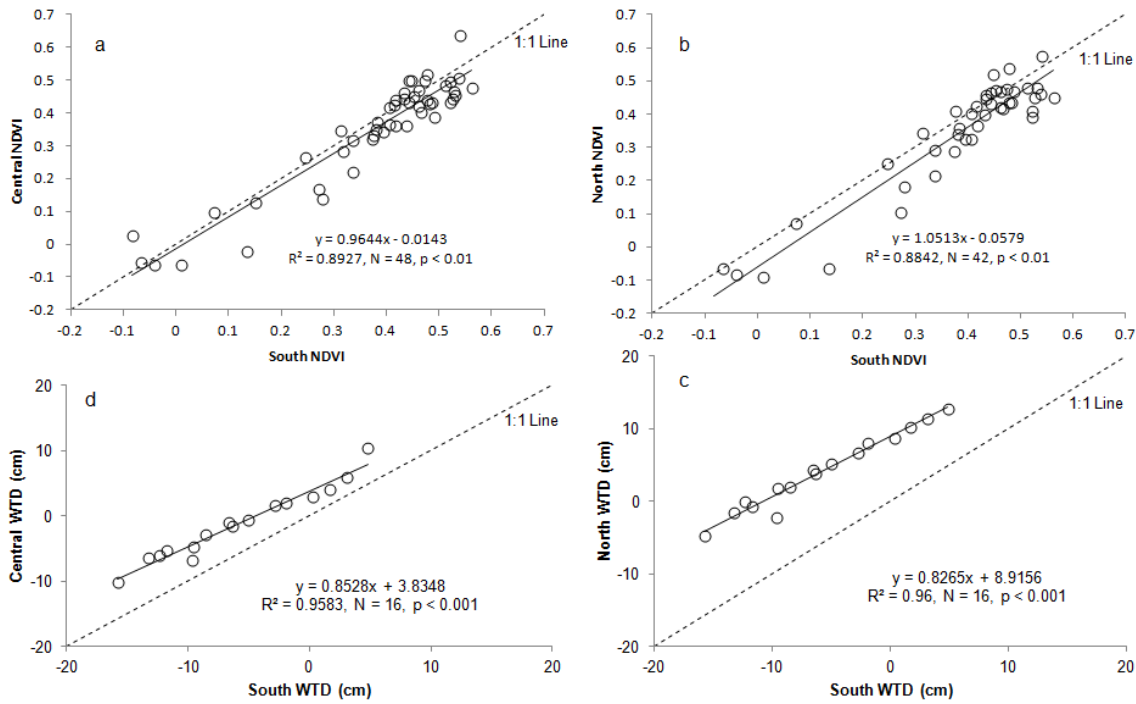 a
1:1 Line
Central NDVI
0.7
0.6
0.5
0.4
0.3
0.2
0.1
0
-0.1
-0.2
y = 0.9644x - 0.0143
R² = 0.8927, N = 48, p < 0.01
-0.2 -0.1 0 0.1 0.2 0.3 0.4 0.5 0.6 0.7
South NDVI
b
1:1 Line
North NDVI
0.7
0.6
0.5
0.4
0.3
0.2
0.1
0
-0.1
-0.2
y = 1.0513x - 0.0579
R² = 0.8842, N = 42, p < 0.01
-0.2 -0.1 0 0.1 0.2 0.3 0.4 0.5 0.6 0.7
South NDVI
d
1:1 Line
Central WTD (cm)
20
10
0
-10
-20
y = 0.8528x + 3.8348
R² = 0.9583, N = 16, p < 0.001
-20 -10 0 10 20
South WTD (cm)
c
1:1 Line
North WTD (cm)
20
10
0
-10
-20
y = 0.8265x + 8.9156
R² = 0.96, N = 16, p < 0.001
-20 -10 0 10 20
South WTD (cm)